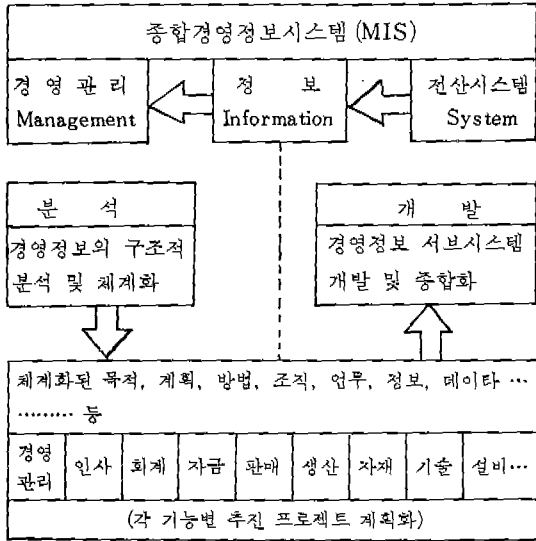 종합경영정보시스템 (MIS)
경 영 관 리
Management
정 보
Information
전산시스템
System
분 석
경영정보의 구조적
분석 및 체계화
개 발
경영정보 서브시스템
개발 및 종합화
체계화된 목적, 계획, 방법, 조직, 업무, 정보, 데이타 …
……… 등
경영
관리
인사
회계
자금
판매
생산
자재
기술
설비…
(각 기능별 추진 프로젝트 계획화)